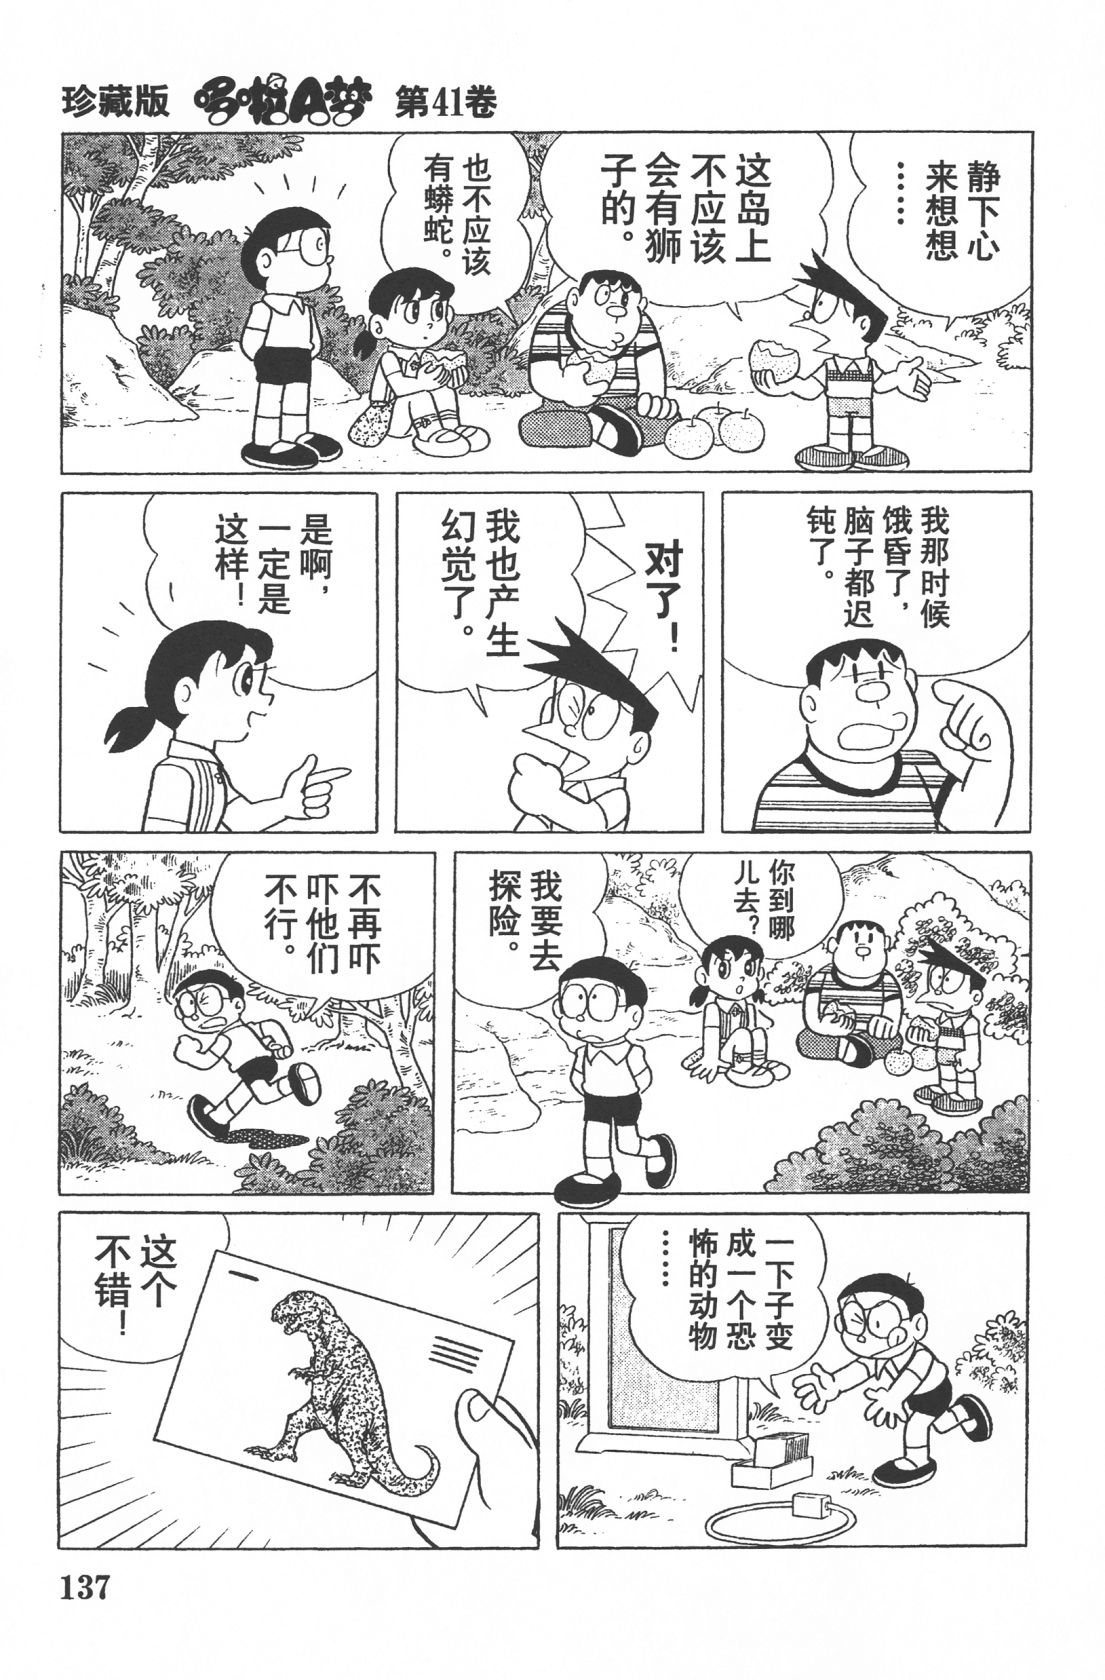 珍藏版 哆啦A梦 第41卷
静下心
来想想
……
这岛上
不应该
会有狮
子的。
也不应该
有蟒蛇。
我那时候
饿昏了，
脑子都迟
钝了。
对了！
我也产生
幻觉了。
是啊，
一定是
这样！
你到哪
儿去？
我要去
探险。
不再吓
吓他们
不行。
一下子变
成一个恐
怖的动物
……
这个
不错！
137